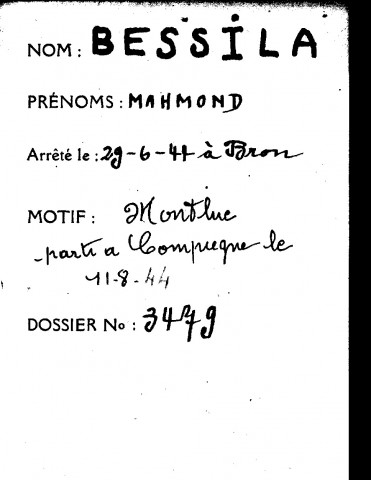 NOM : BESSILA
PRÉNOMS : MAHMOND
Arrêté le : 29-6-44 à Bron
MOTIF : Montluc
parti a Compiegne le
11-8-44
DOSSIER No : 3479